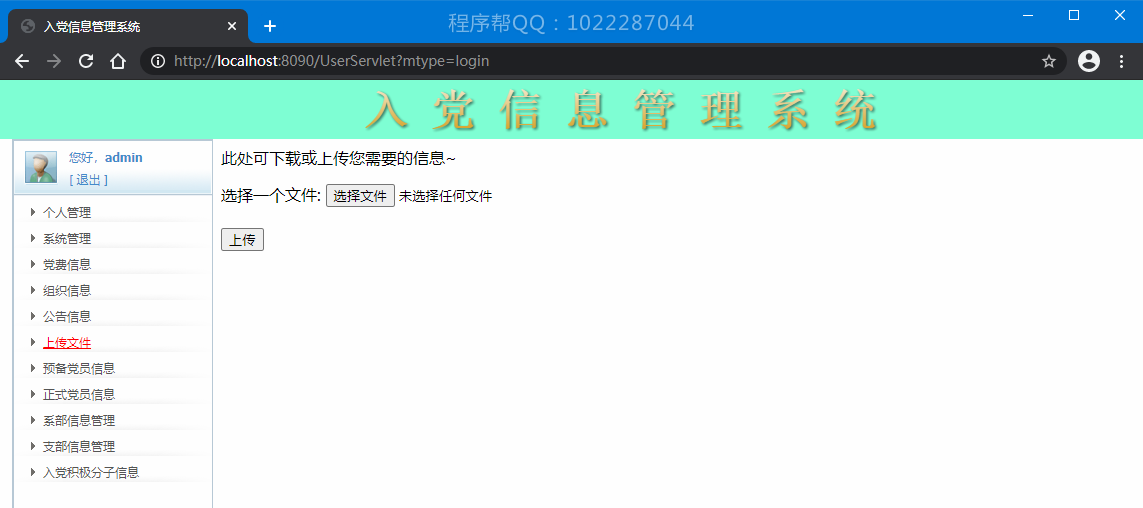 入党信息管理系统
程序帮QQ：1022287044
http://localhost:8090/UserServlet?mtype=login
入党信息管理系统
您好，admin
[ 退出 ]
个人管理
系统管理
党费信息
组织信息
公告信息
上传文件
预备党员信息
正式党员信息
系部信息管理
支部信息管理
入党积极分子信息
此处可下载或上传您需要的信息~
选择一个文件: 选择文件 未选择任何文件
上传